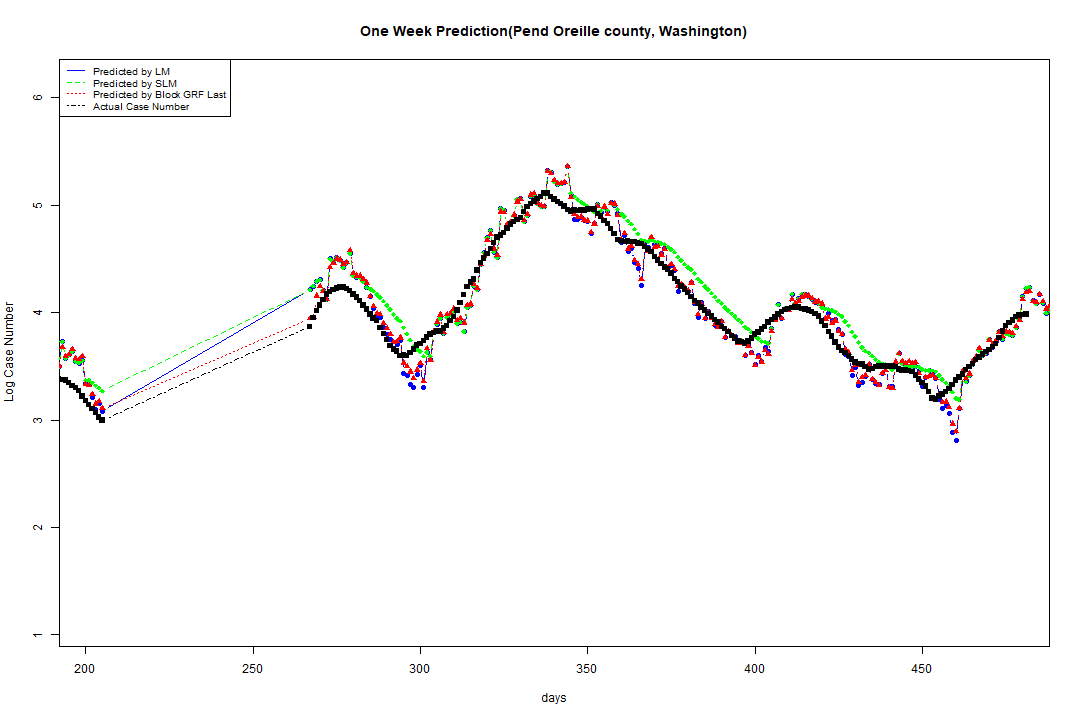 One Week Prediction(Pend Oreille county, Washington)
Predicted by LM
Predicted by SLM
Predicted by Block GRF Last
Actual Case Number
6
5
4
3
2
1
Log Case Number
200 250 300 350 400 450
days